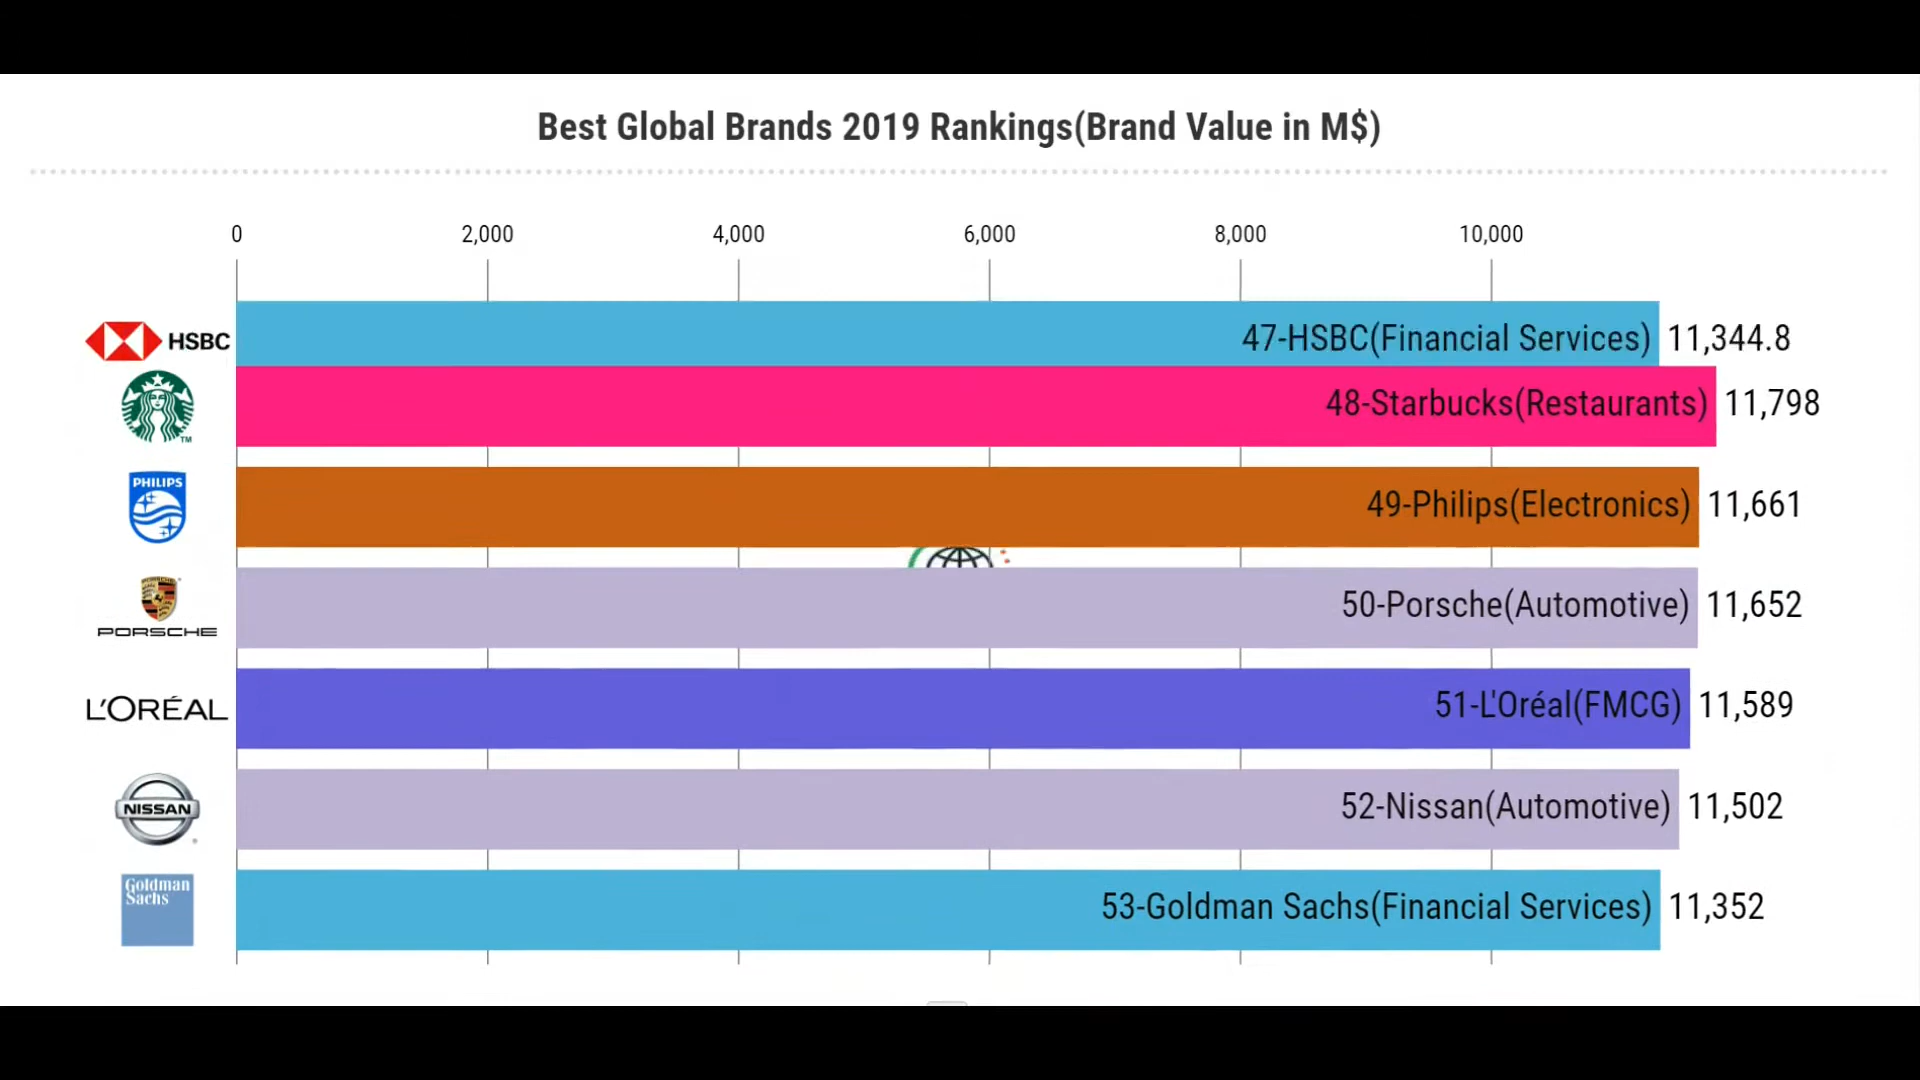 Best Global Brands 2019 Rankings(Brand Value in M$)
0 2,000 4,000 6,000 8,000 10,000
HSBC 47-HSBC(Financial Services) 11,344.8
TM 48-Starbucks(Restaurants) 11,798
PHILIPS 49-Philips(Electronics) 11,661
PORSCHE 50-Porsche(Automotive) 11,652
L'ORÉAL 51-L'Oréal(FMCG) 11,589
NISSAN 52-Nissan(Automotive) 11,502
Goldman
Sachs 53-Goldman Sachs(Financial Services) 11,352